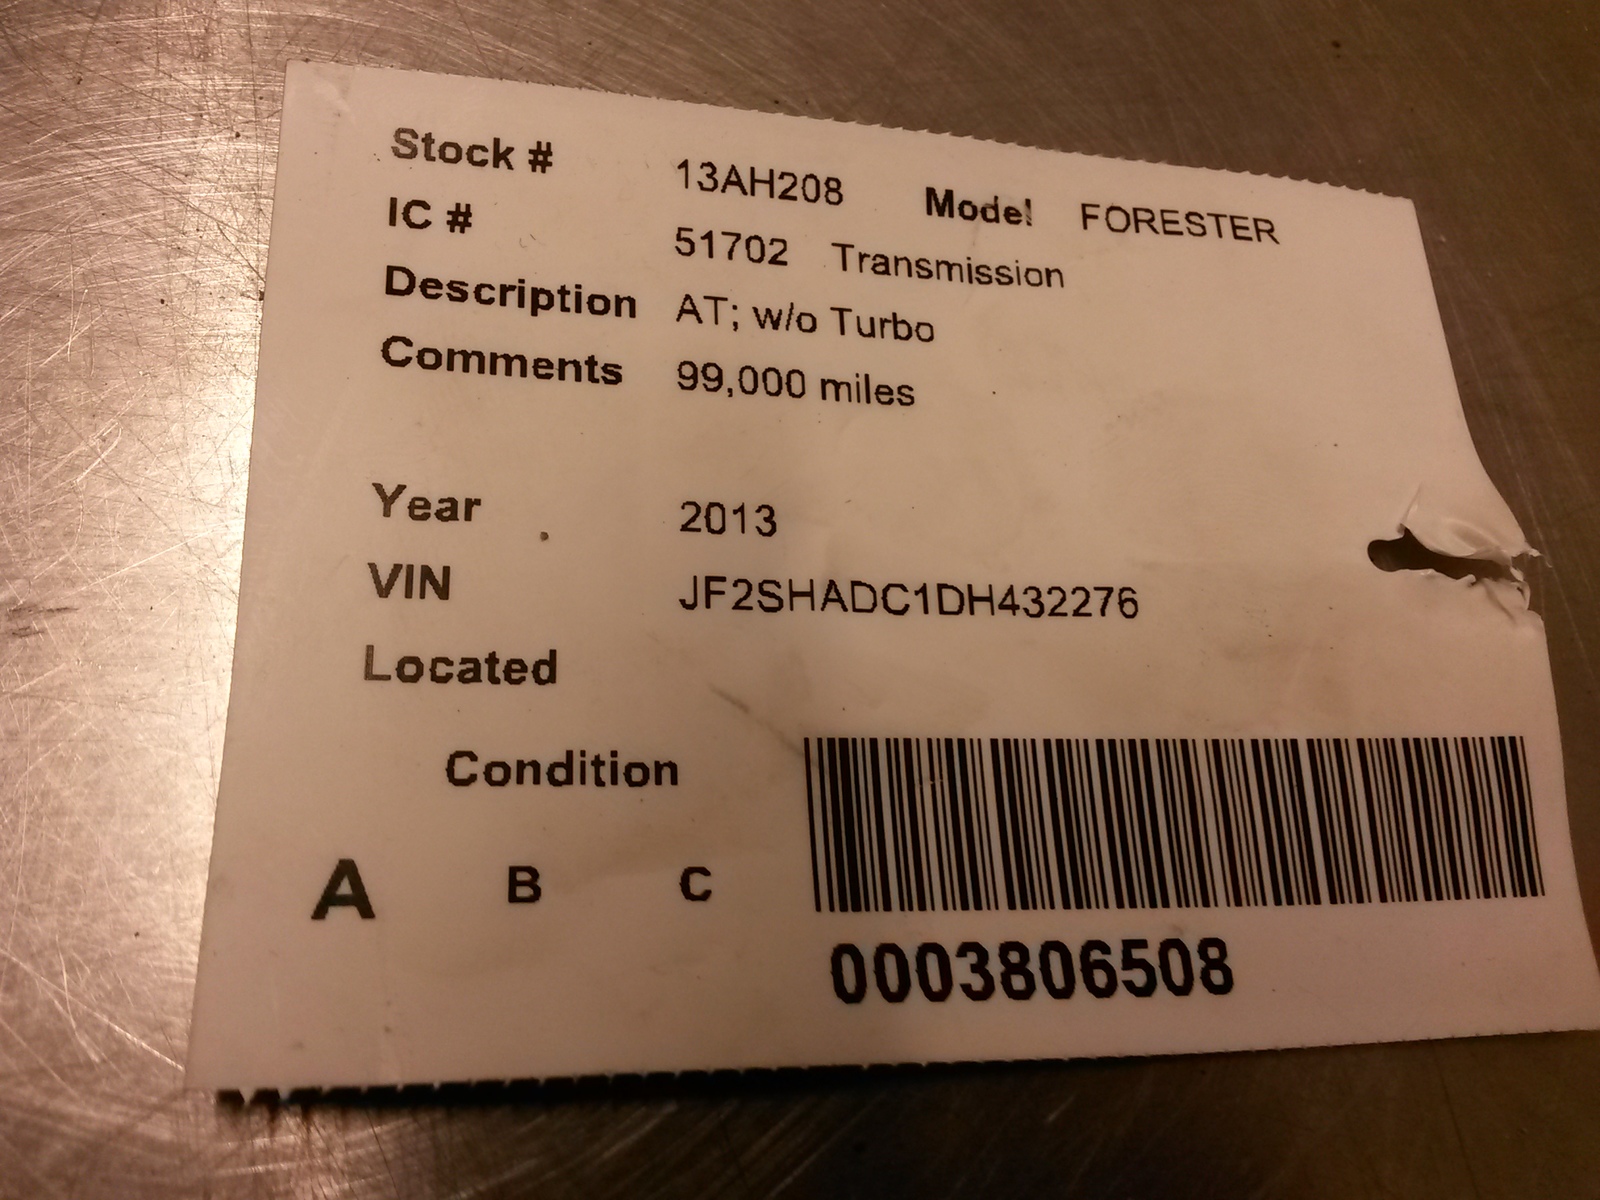 Stock # 13AH208 Model FORESTER
IC # 51702 Transmission
Description AT; w/o Turbo
Comments 99,000 miles
Year 2013
VIN JF2SHADC1DH432276
Located
Condition
A B C
0003806508